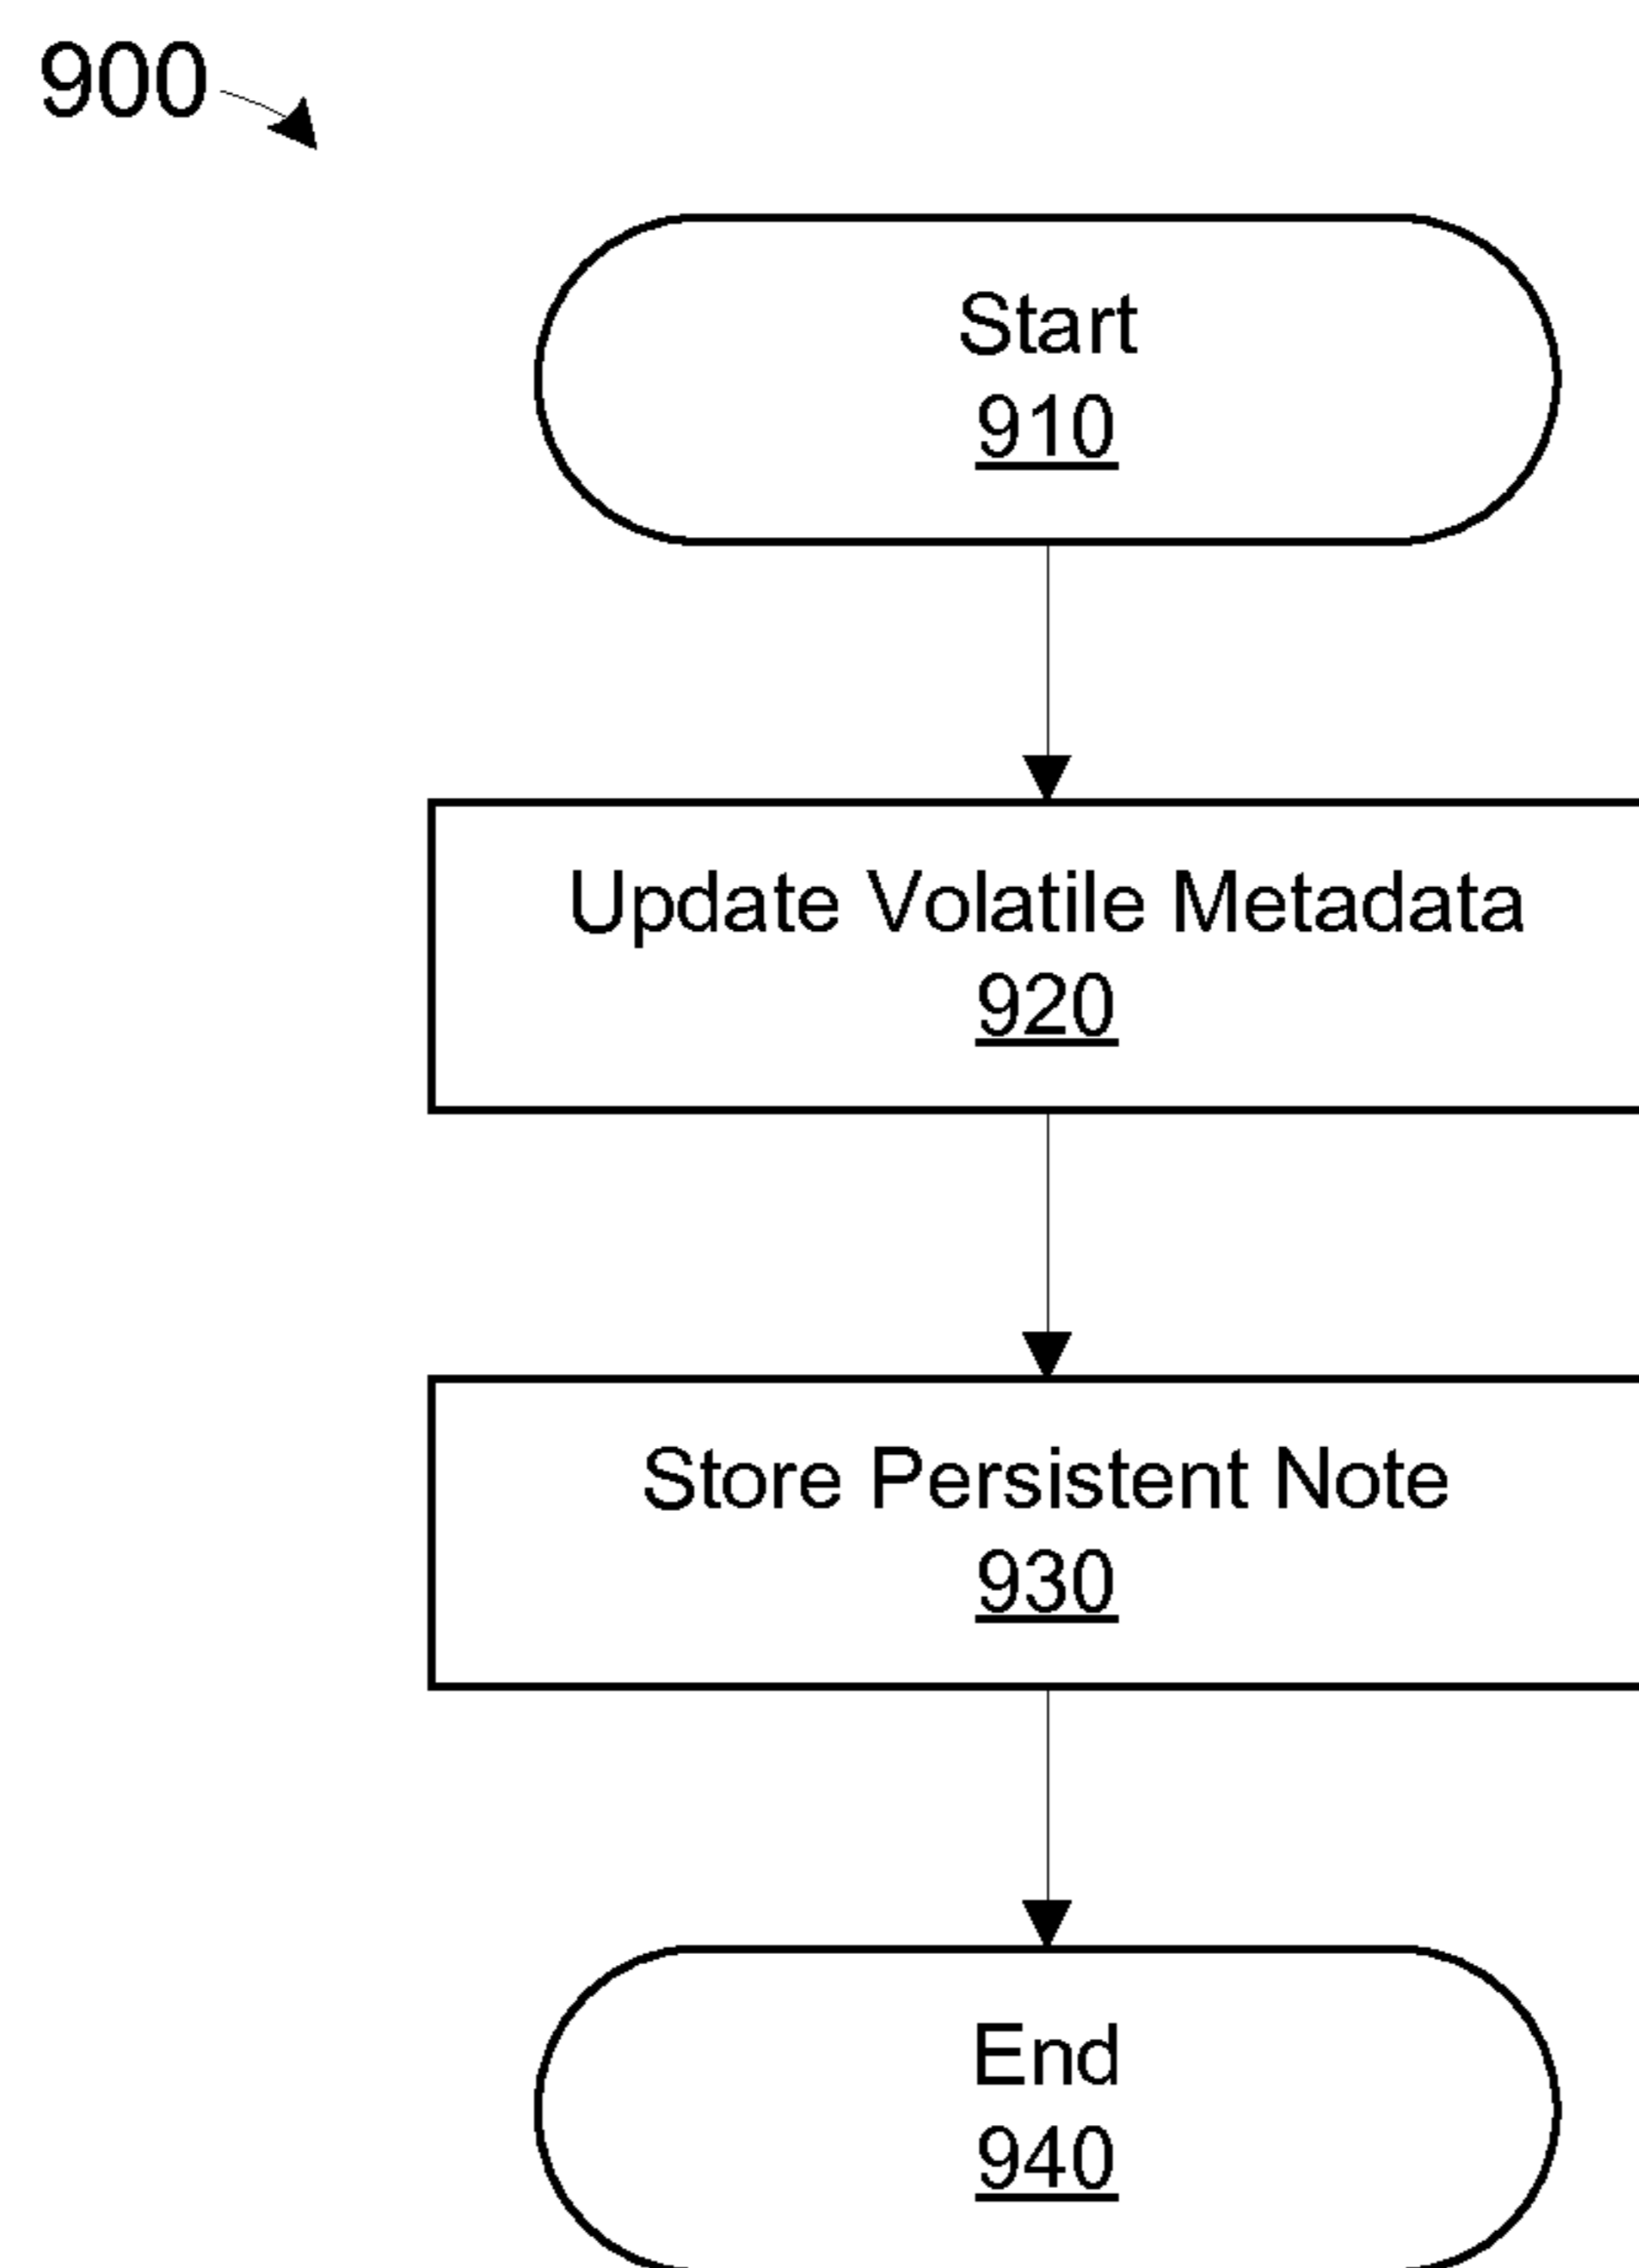 900
Start
910
Update Volatile Metadata
920
Store Persistent Note
930
End
940